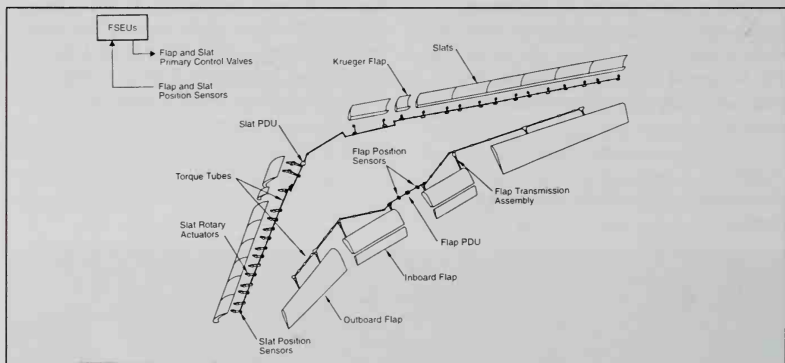 FSEUs
Flap and Slat
Primary Control Valves
Flap and Slat
Position Sensors
Slats
Krueger Flap
Slat PDU
Flap Position
Sensors
Torque Tubes
Flap Transmission
Assembly
Slat Rotary
Actuators
Flap PDU
Inboard Flap
Outboard Flap
Slat Position
Sensors